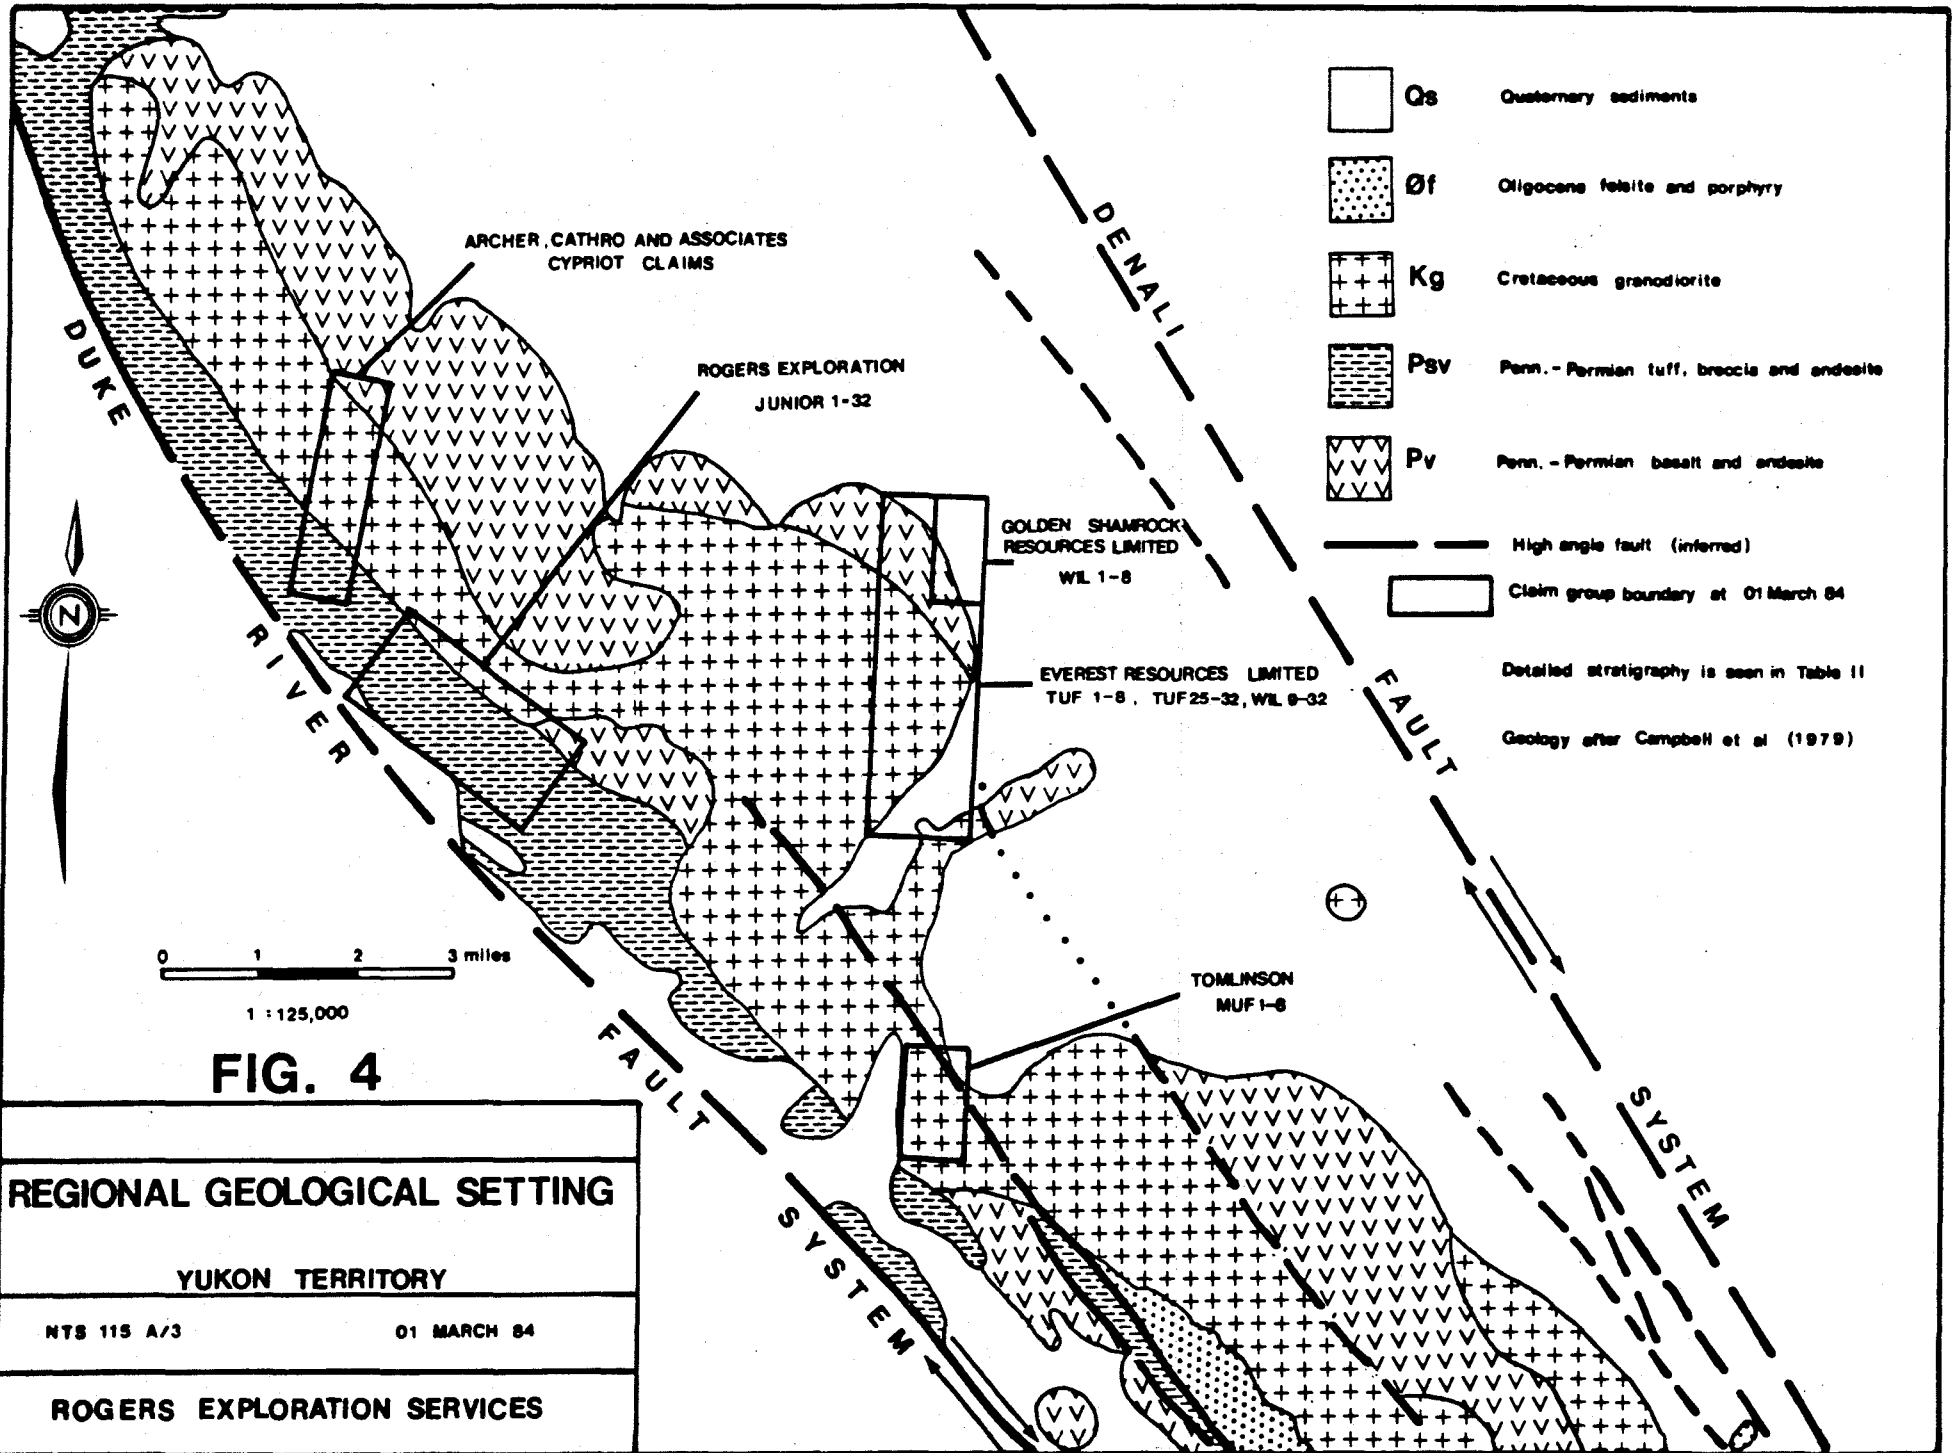 Qs Quaternary sediments
Øf Oligocene felsite and porphyry
Kg Cretaceous granodiorite
Psv Penn.-Permian tuff, breccia and andesite
Pv Penn.-Permian basalt and andesite
High angle fault (inferred)
Claim group boundary at 01 March 84
Detailed stratigraphy is seen in Table II
Geology after Campbell et al (1979)
DENALI
FAULT
SYSTEM
ARCHER, CATHRO AND ASSOCIATES
CYPRIOT CLAIMS
ROGERS EXPLORATION
JUNIOR 1-32
GOLDEN SHAMROCK
RESOURCES LIMITED
WIL 1-8
EVEREST RESOURCES LIMITED
TUF 1-8, TUF 25-32, WIL 9-32
TOMLINSON
MUF 1-8
DUKE
RIVER
FAULT
SYSTEM
N
0 1 2 3 miles
1:125,000
FIG. 4
REGIONAL GEOLOGICAL SETTING
YUKON TERRITORY
NTS 115 A/3 01 MARCH 84
ROGERS EXPLORATION SERVICES